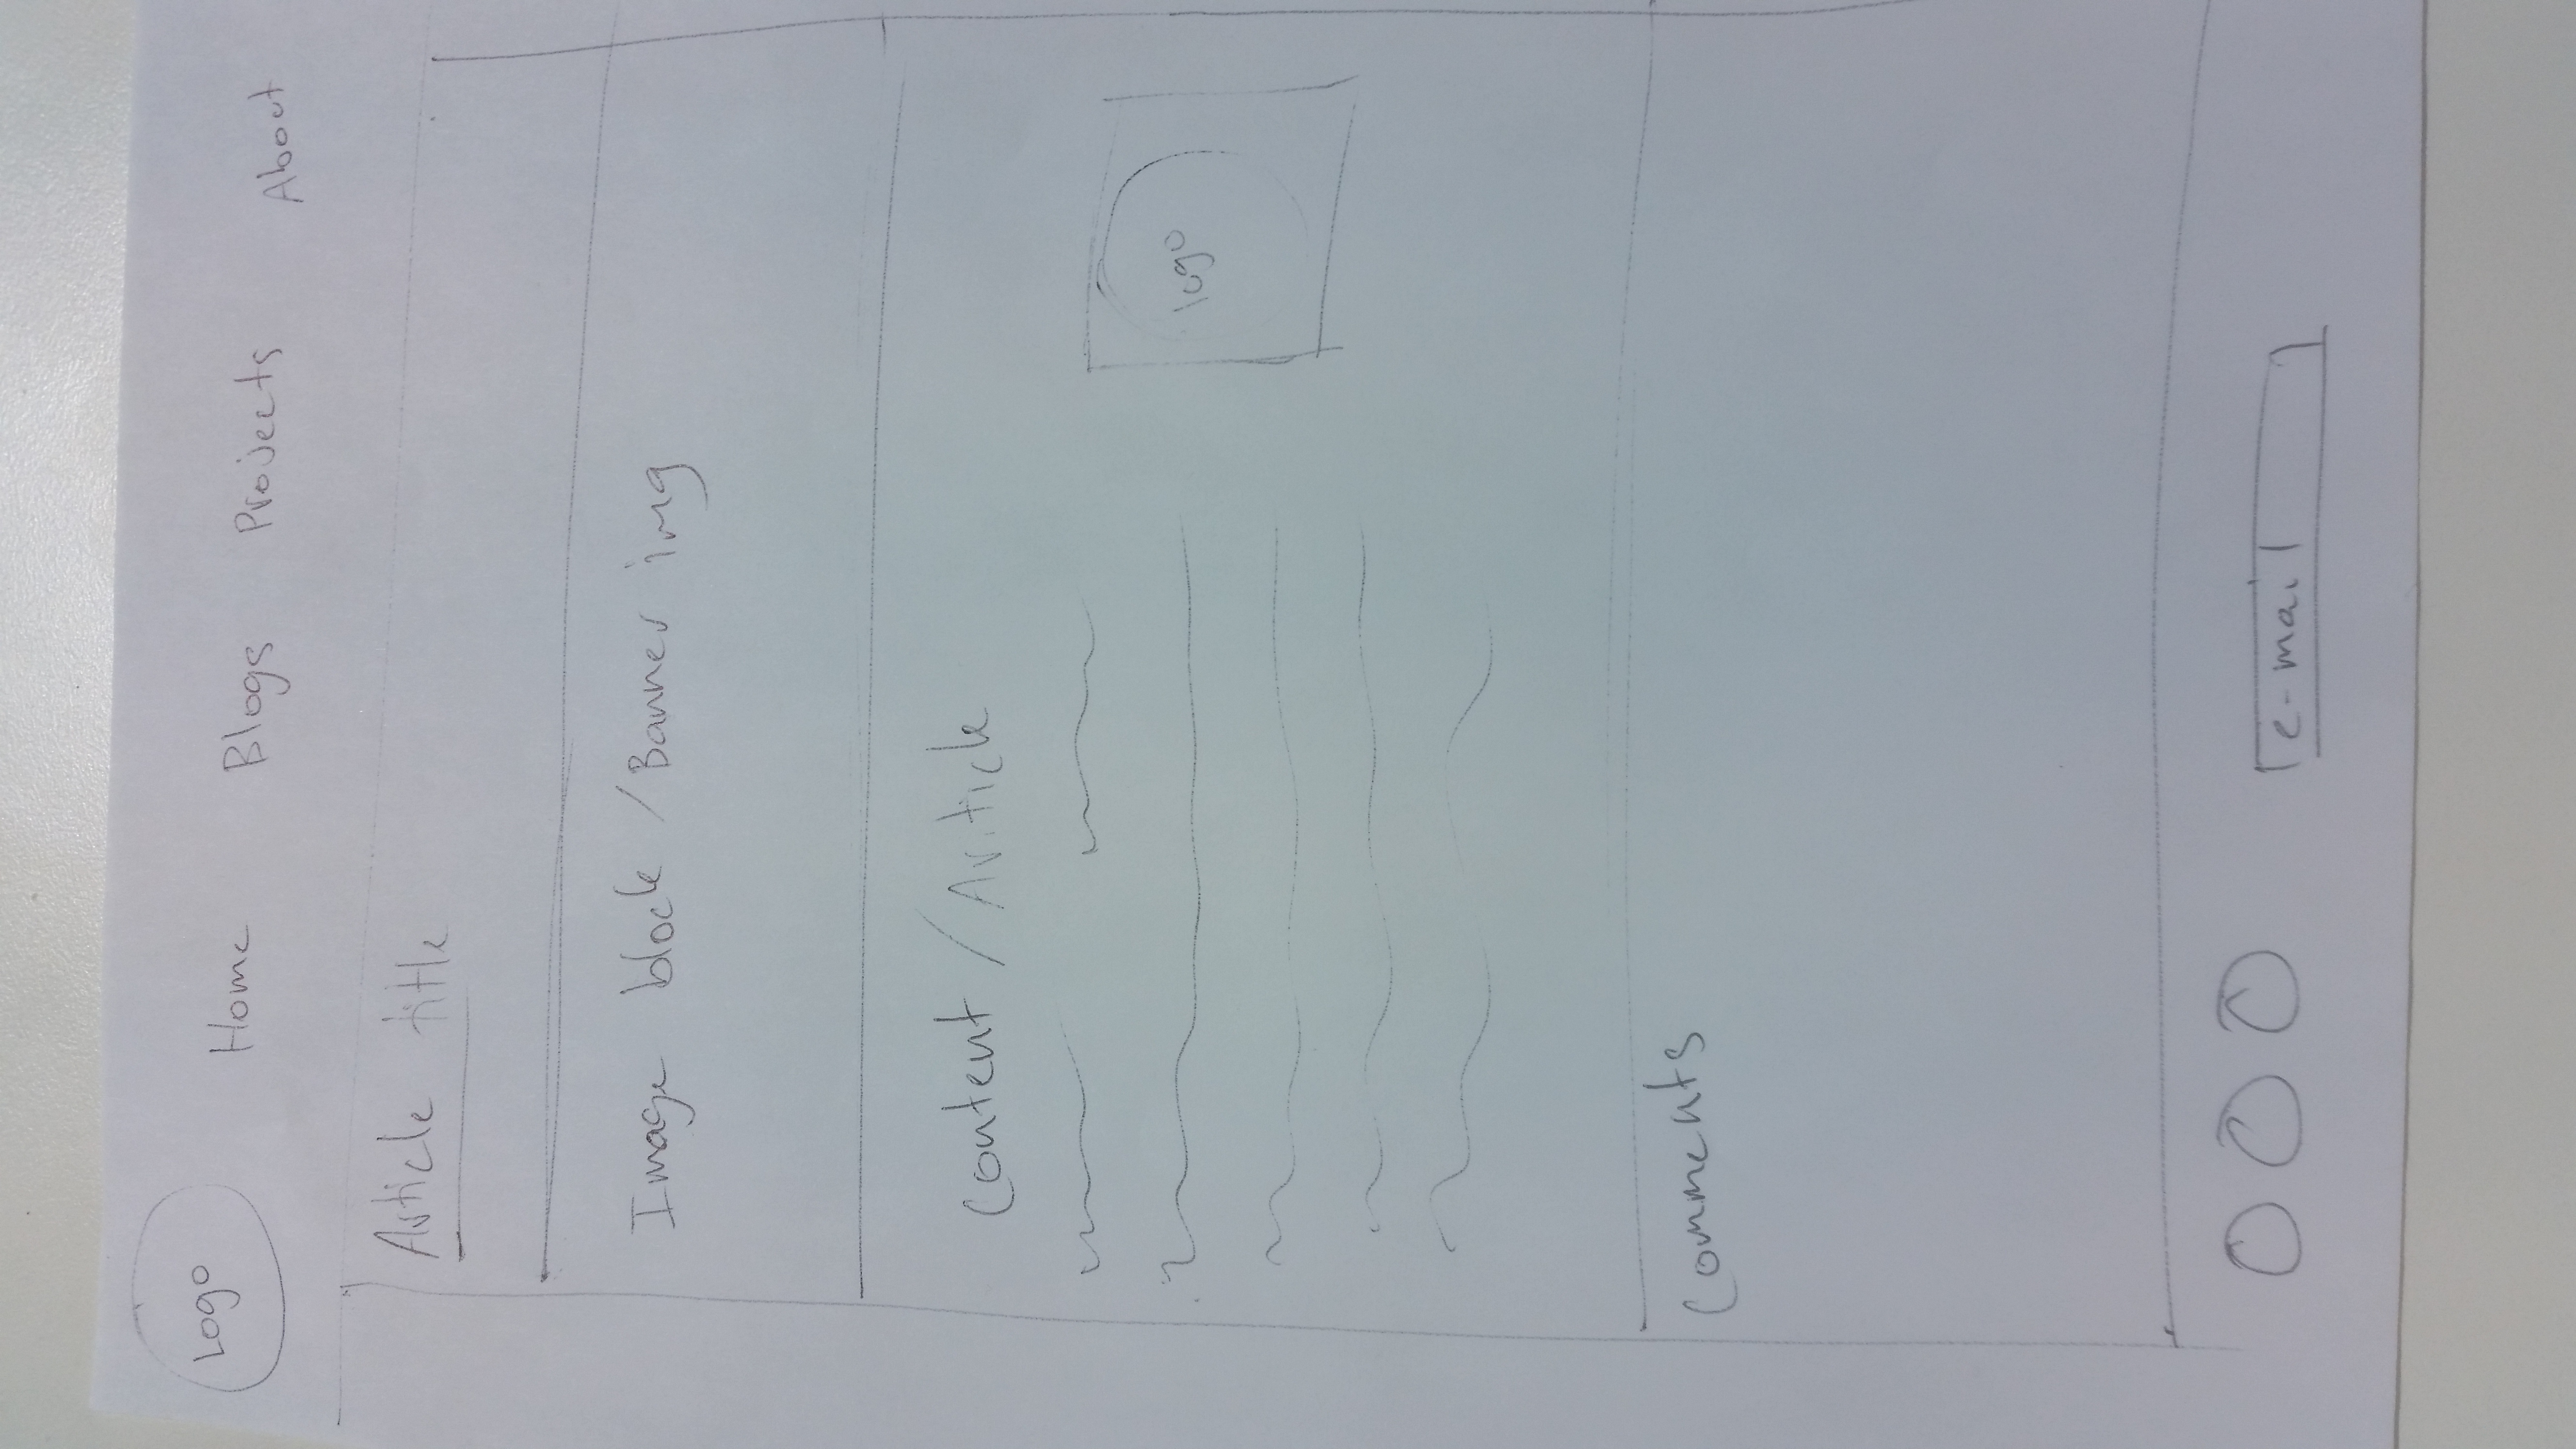 Logo
Home Blogs Projects About
Article title
Image block / Banner img
Content / Article
logo
Comments
e-mail